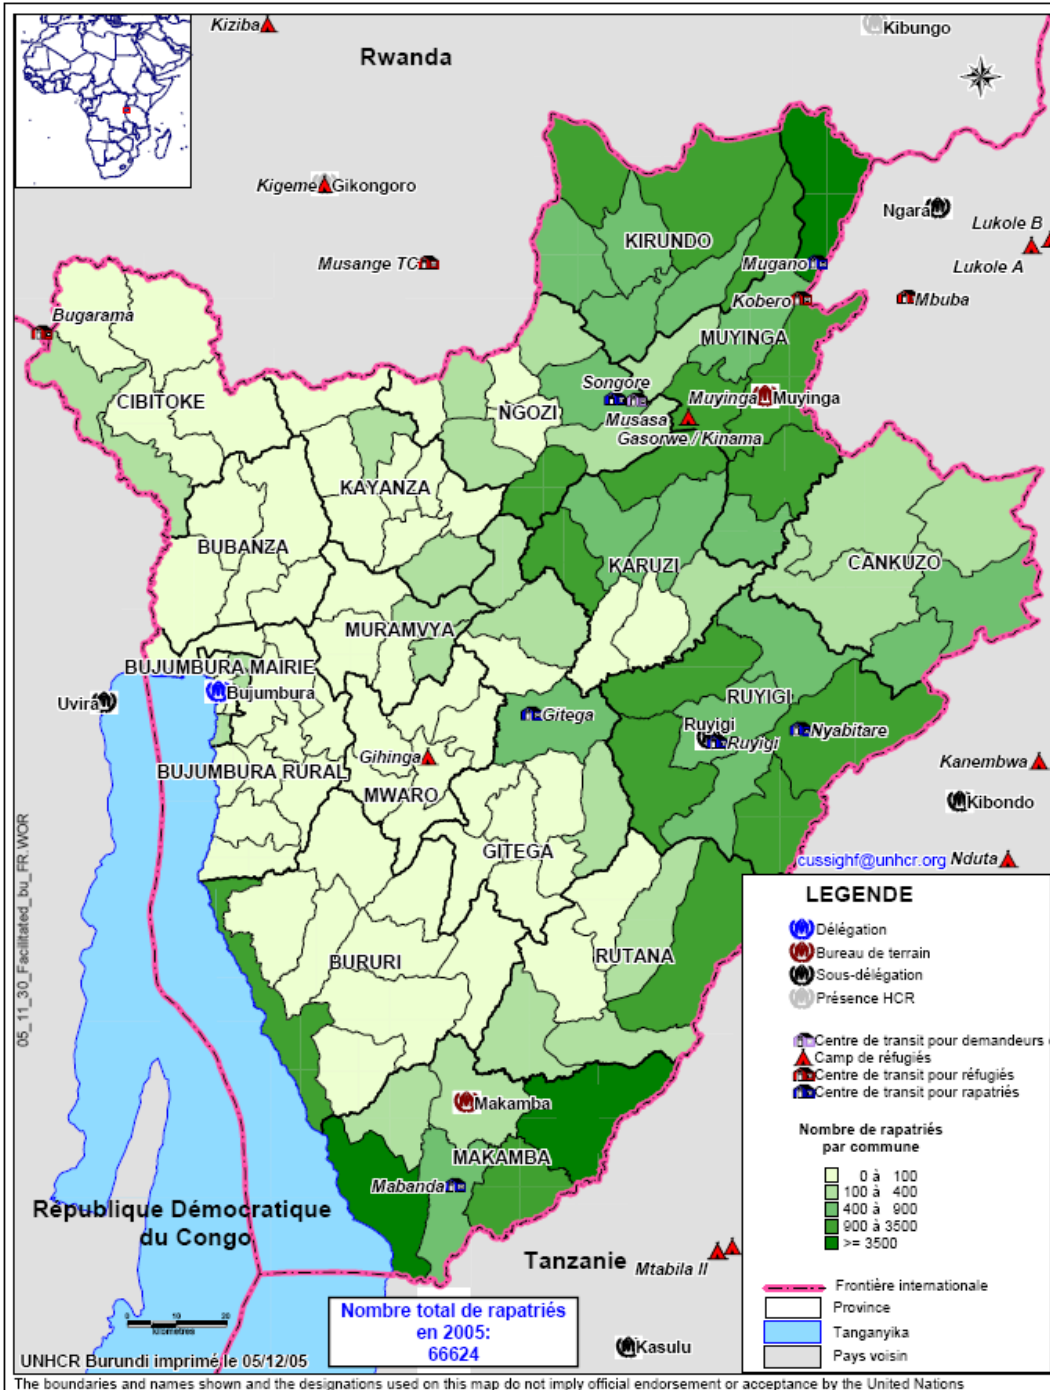 Kiziba
Kibungo
Rwanda
Kigeme Gikongoro
Ngara
Lukole B
Lukole A
KIRUNDO
Musange TC
Mugano
Kobero
Mbuba
Bugarama
MUYINGA
Songore
CIBITOKE
NGOZI
Muyinga Muyinga
Musasa
Gasorwe / Kinama
KAYANZA
BUBANZA
KARUZI
CANKUZO
MURAMVYA
BUJUMBURA MAIRIE
Uvira
Bujumbura
RUYIGI
Gitega
Ruyigi
Ruyigi
Nyabitare
Gihinga
BUJUMBURA RURAL
Kanembwa
MWARO
Kibondo
GITEGA
cussighf@unhcr.org Nduta
05_11_30_Facilitated_bu_FR.WOR
BURURI
RUTANA
Makamba
MAKAMBA
Mabanda
République Démocratique
du Congo
Tanzanie
Mtabila II
Kasulu
LEGENDE
Délégation
Bureau de terrain
Sous-délégation
Présence HCR
Centre de transit pour demandeurs
Camp de réfugiés
Centre de transit pour réfugiés
Centre de transit pour rapatriés
Nombre de rapatriés
par commune
0 à 100
100 à 400
400 à 900
900 à 3500
>= 3500
Frontière internationale
Province
Tanganyika
Pays voisin
Nombre total de rapatriés
en 2005:
66624
0 10 20
kilometres
UNHCR Burundi imprimé le 05/12/05
The boundaries and names shown and the designations used on this map do not imply official endorsement or acceptance by the United Nations